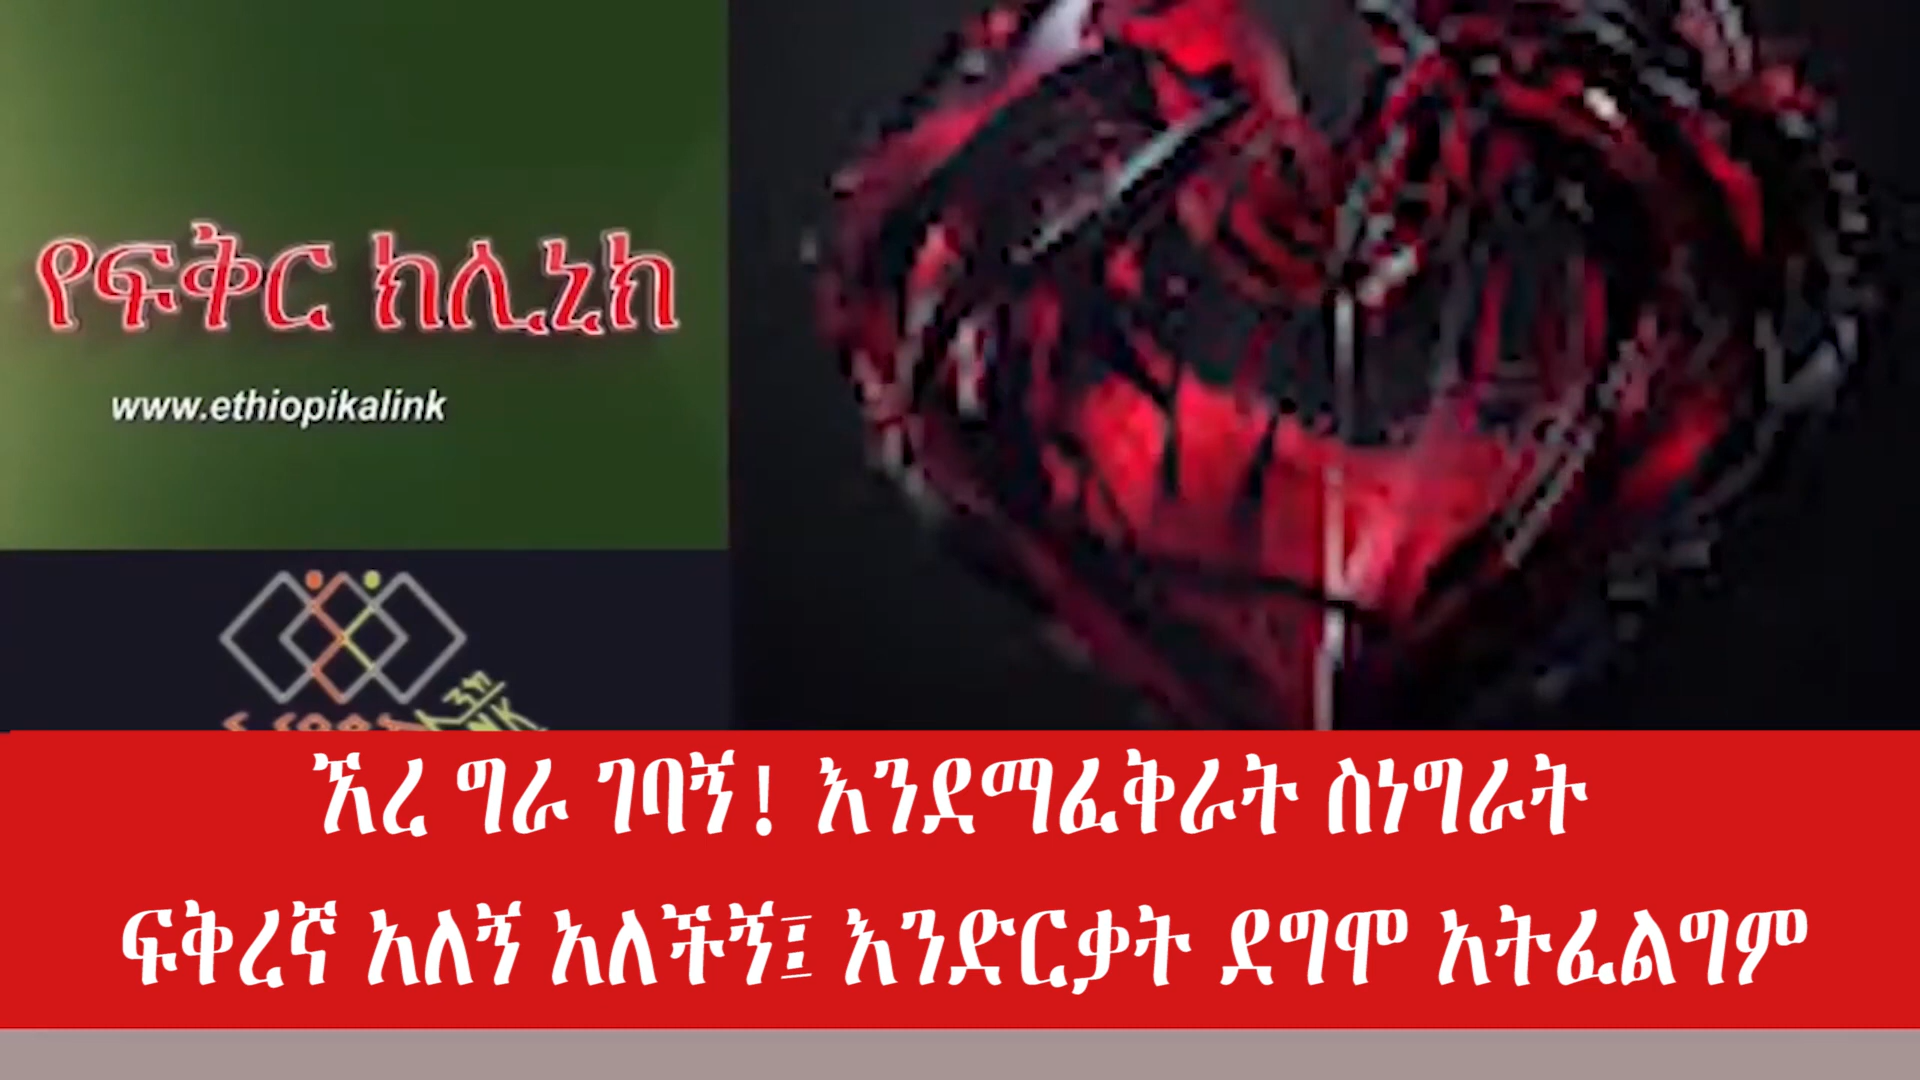 የፍቅር ክሊኒክ
www.ethiopikalink
ኧረ ግራ ገባኝ! እንደማፈቅራት ስነግራት
ፍቅረኛ አለኝ አለችኝ፤ እንድርቃት ደግሞ አትፈልግም